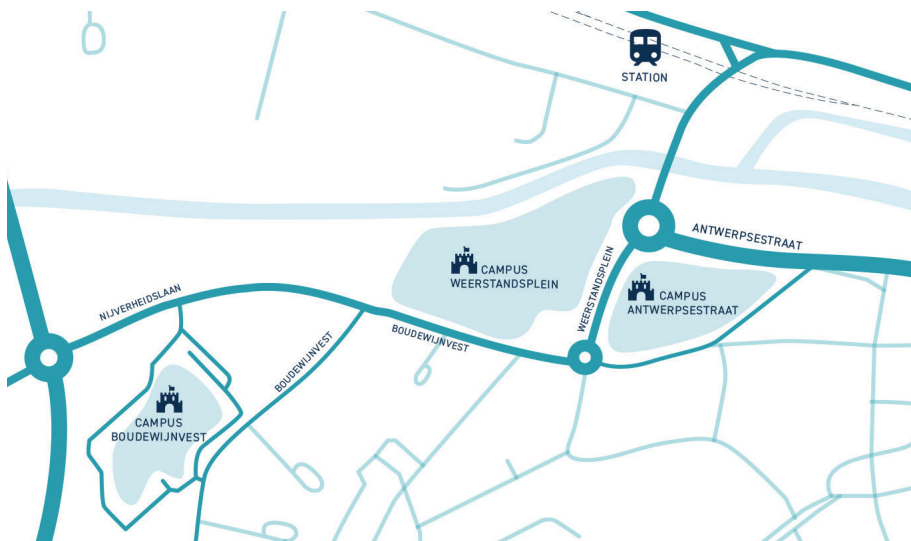 STATION
ANTWERPSESTRAAT
CAMPUS
WEERSTANDSPLEIN
WEERSTANDSPLEIN
CAMPUS
ANTWERPSESTRAAT
NIJVERHEIDSLAAN
BOUDEWIJNVEST
BOUDEWIJNVEST
CAMPUS
BOUDEWIJNVEST